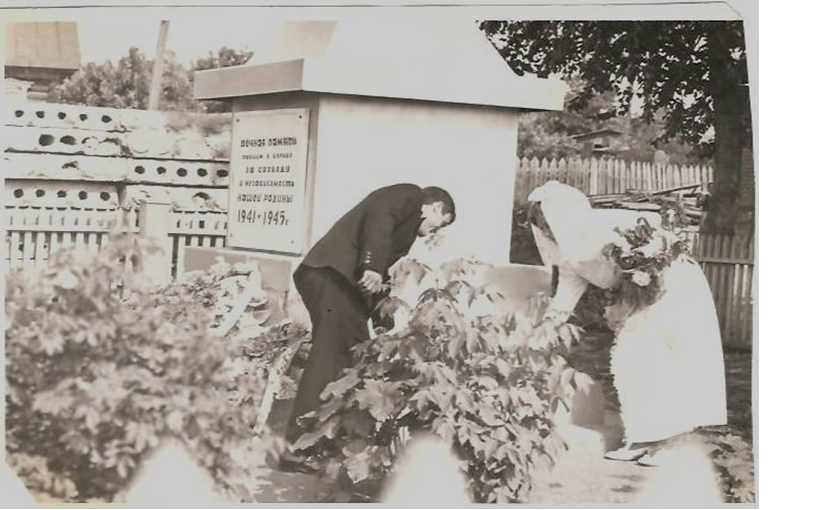 ВЕЧНАЯ ПАМЯТЬ
ПАВШИМ В БОРЬБЕ
ЗА СВОБОДУ
И НЕЗАВИСИМОСТЬ
НАШЕЙ РОДИНЫ
1941-1945г.